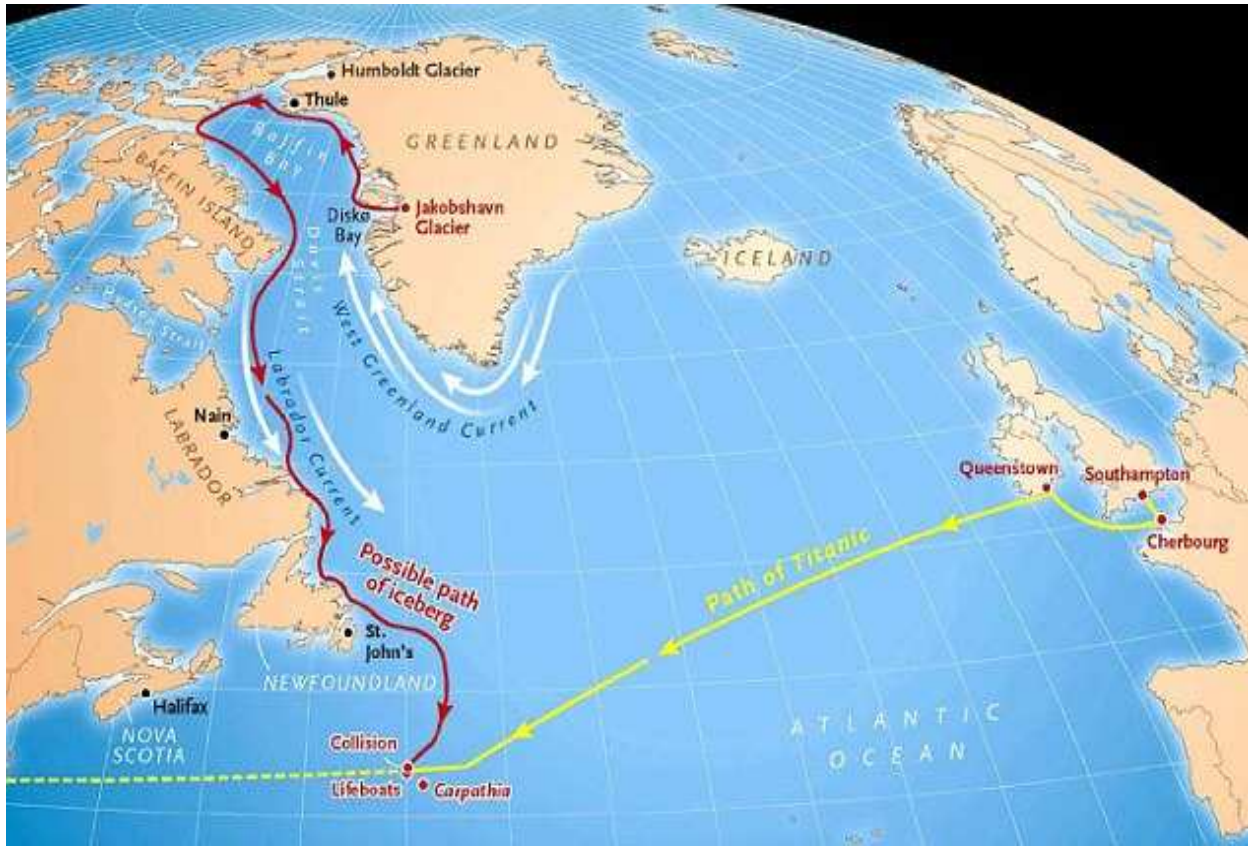 Humboldt Glacier
Thule
Baffin
Bay
GREENLAND
BAFFIN ISLAND
Jakobshavn
Glacier
Disko
Bay
Davis
Strait
ICELAND
Hudson Strait
West Greenland Current
Labrador Current
Nain
LABRADOR
Queenstown
Southampton
Cherbourg
Path of Titanic
Possible path
of iceberg
St.
John's
NEWFOUNDLAND
Halifax
NOVA
SCOTIA
ATLANTIC
OCEAN
Collision
Lifeboats
Carpathia